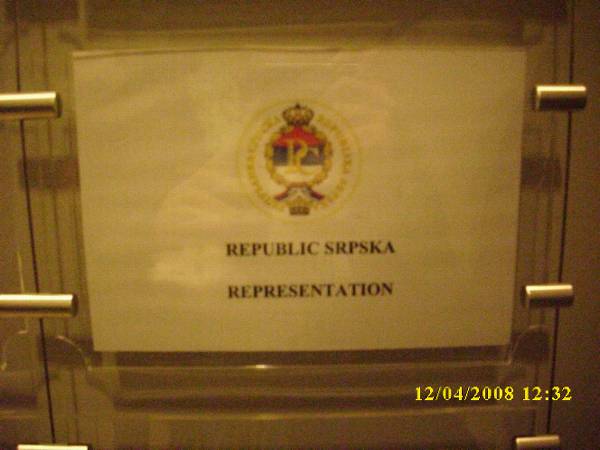 REPUBLIC SRPSKA
REPRESENTATION
12/04/2008 12:32